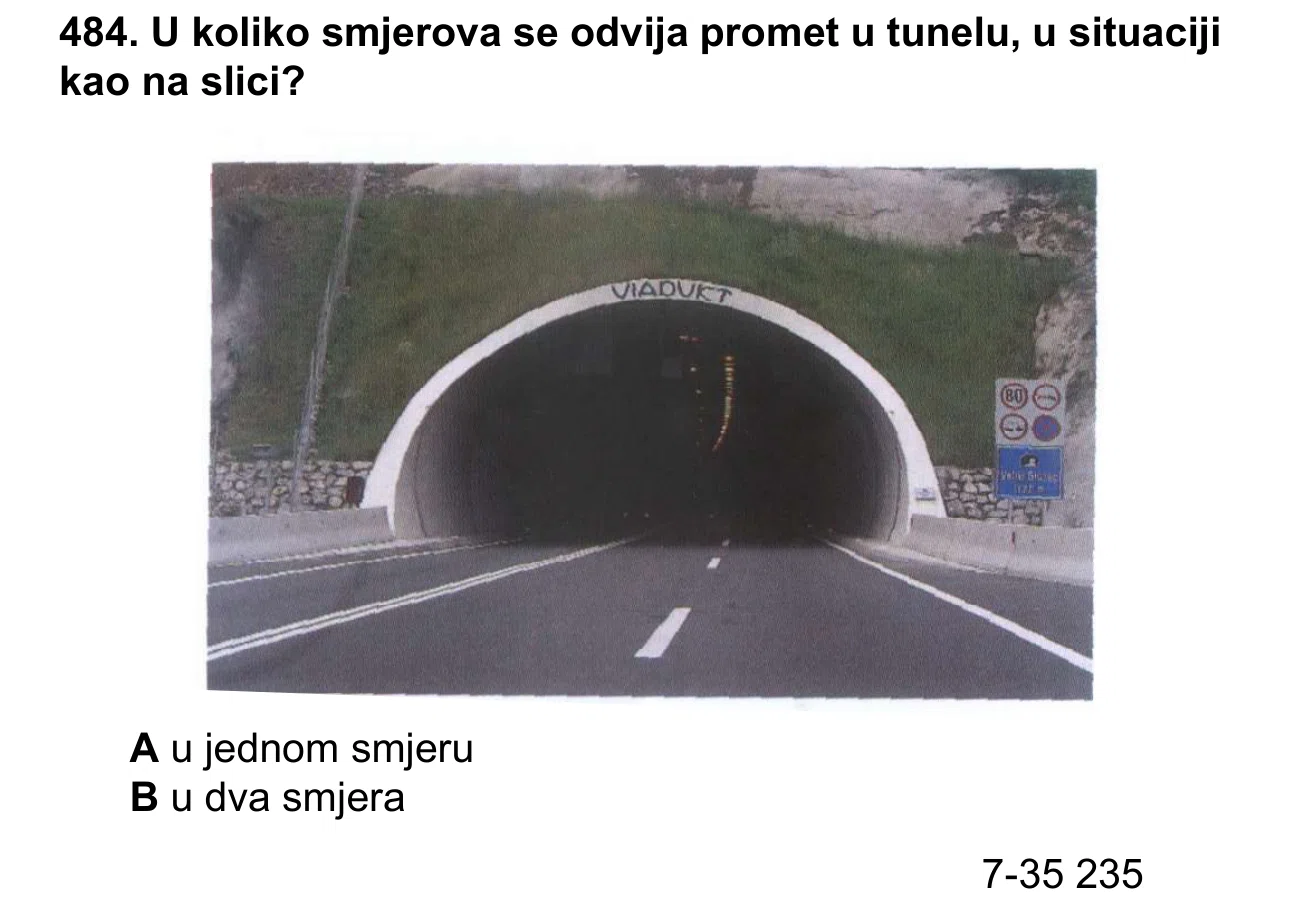 484. U koliko smjerova se odvija promet u tunelu, u situaciji
kao na slici?
VIADUKT
80
A u jednom smjeru
B u dva smjera
7-35 235